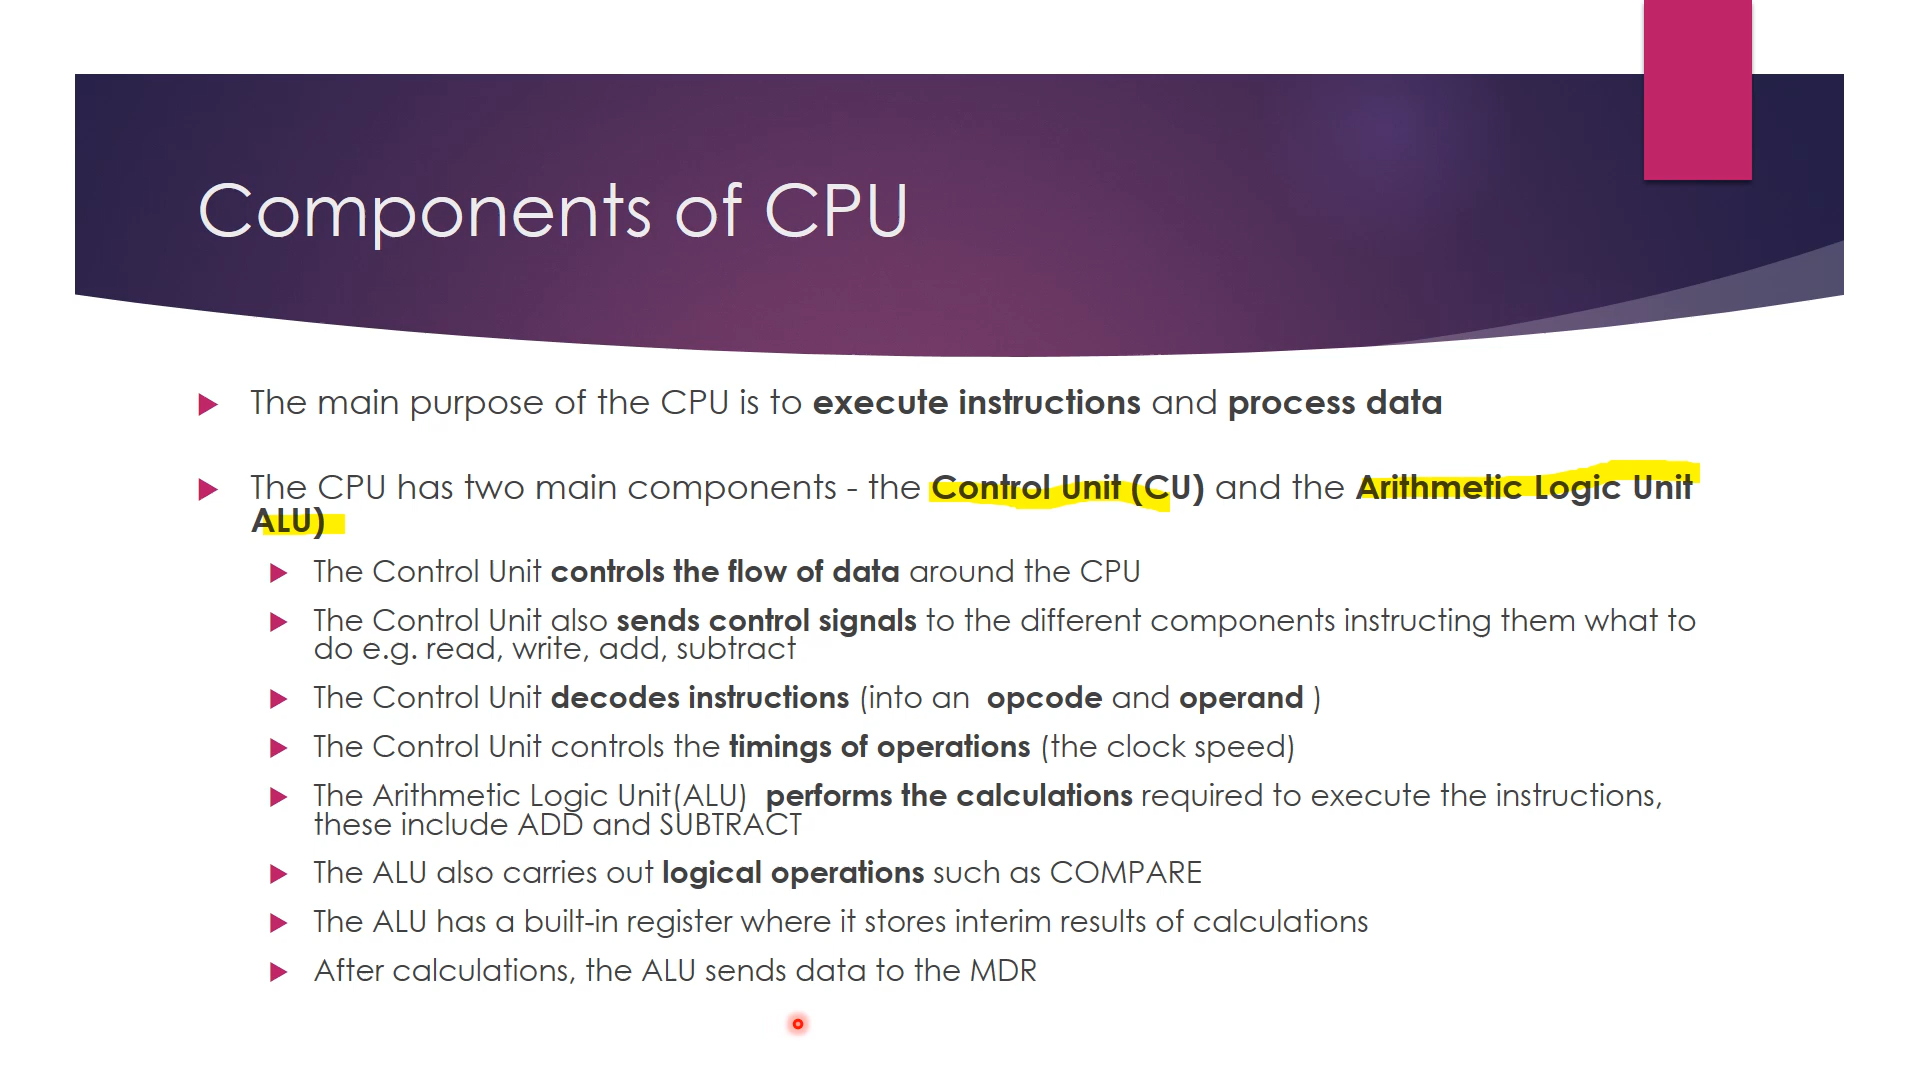 Components of CPU
The main purpose of the CPU is to execute instructions and process data
The CPU has two main components - the Control Unit (CU) and the Arithmetic Logic Unit
ALU)
The Control Unit controls the flow of data around the CPU
The Control Unit also sends control signals to the different components instructing them what to
do e.g. read, write, add, subtract
The Control Unit decodes instructions (into an  opcode and operand )
The Control Unit controls the timings of operations (the clock speed)
The Arithmetic Logic Unit(ALU)  performs the calculations required to execute the instructions,
these include ADD and SUBTRACT
The ALU also carries out logical operations such as COMPARE
The ALU has a built-in register where it stores interim results of calculations
After calculations, the ALU sends data to the MDR